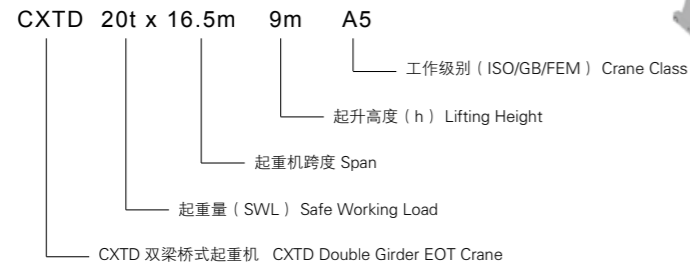 CXTD 20t x 16.5m 9m A5
工作级别（ISO/GB/FEM） Crane Class
起升高度（h） Lifting Height
起重机跨度 Span
起重量（SWL） Safe Working Load
CXTD 双梁桥式起重机 CXTD Double Girder EOT Crane